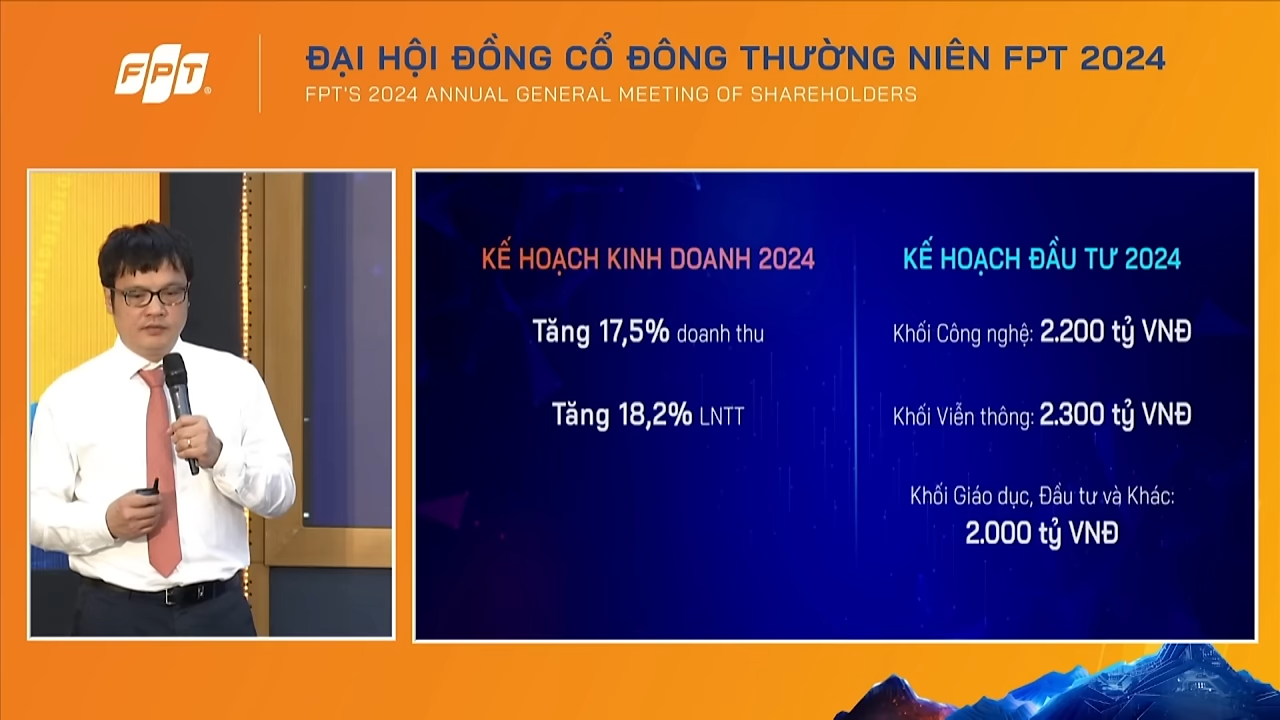 FPT®
ĐẠI HỘI ĐỒNG CỔ ĐÔNG THƯỜNG NIÊN FPT 2024
FPT'S 2024 ANNUAL GENERAL MEETING OF SHAREHOLDERS
KẾ HOẠCH KINH DOANH 2024
Tăng 17,5% doanh thu
Tăng 18,2% LNTT
KẾ HOẠCH ĐẦU TƯ 2024
Khối Công nghệ: 2.200 tỷ VNĐ
Khối Viễn thông: 2.300 tỷ VNĐ
Khối Giáo dục, Đầu tư và Khác:
2.000 tỷ VNĐ